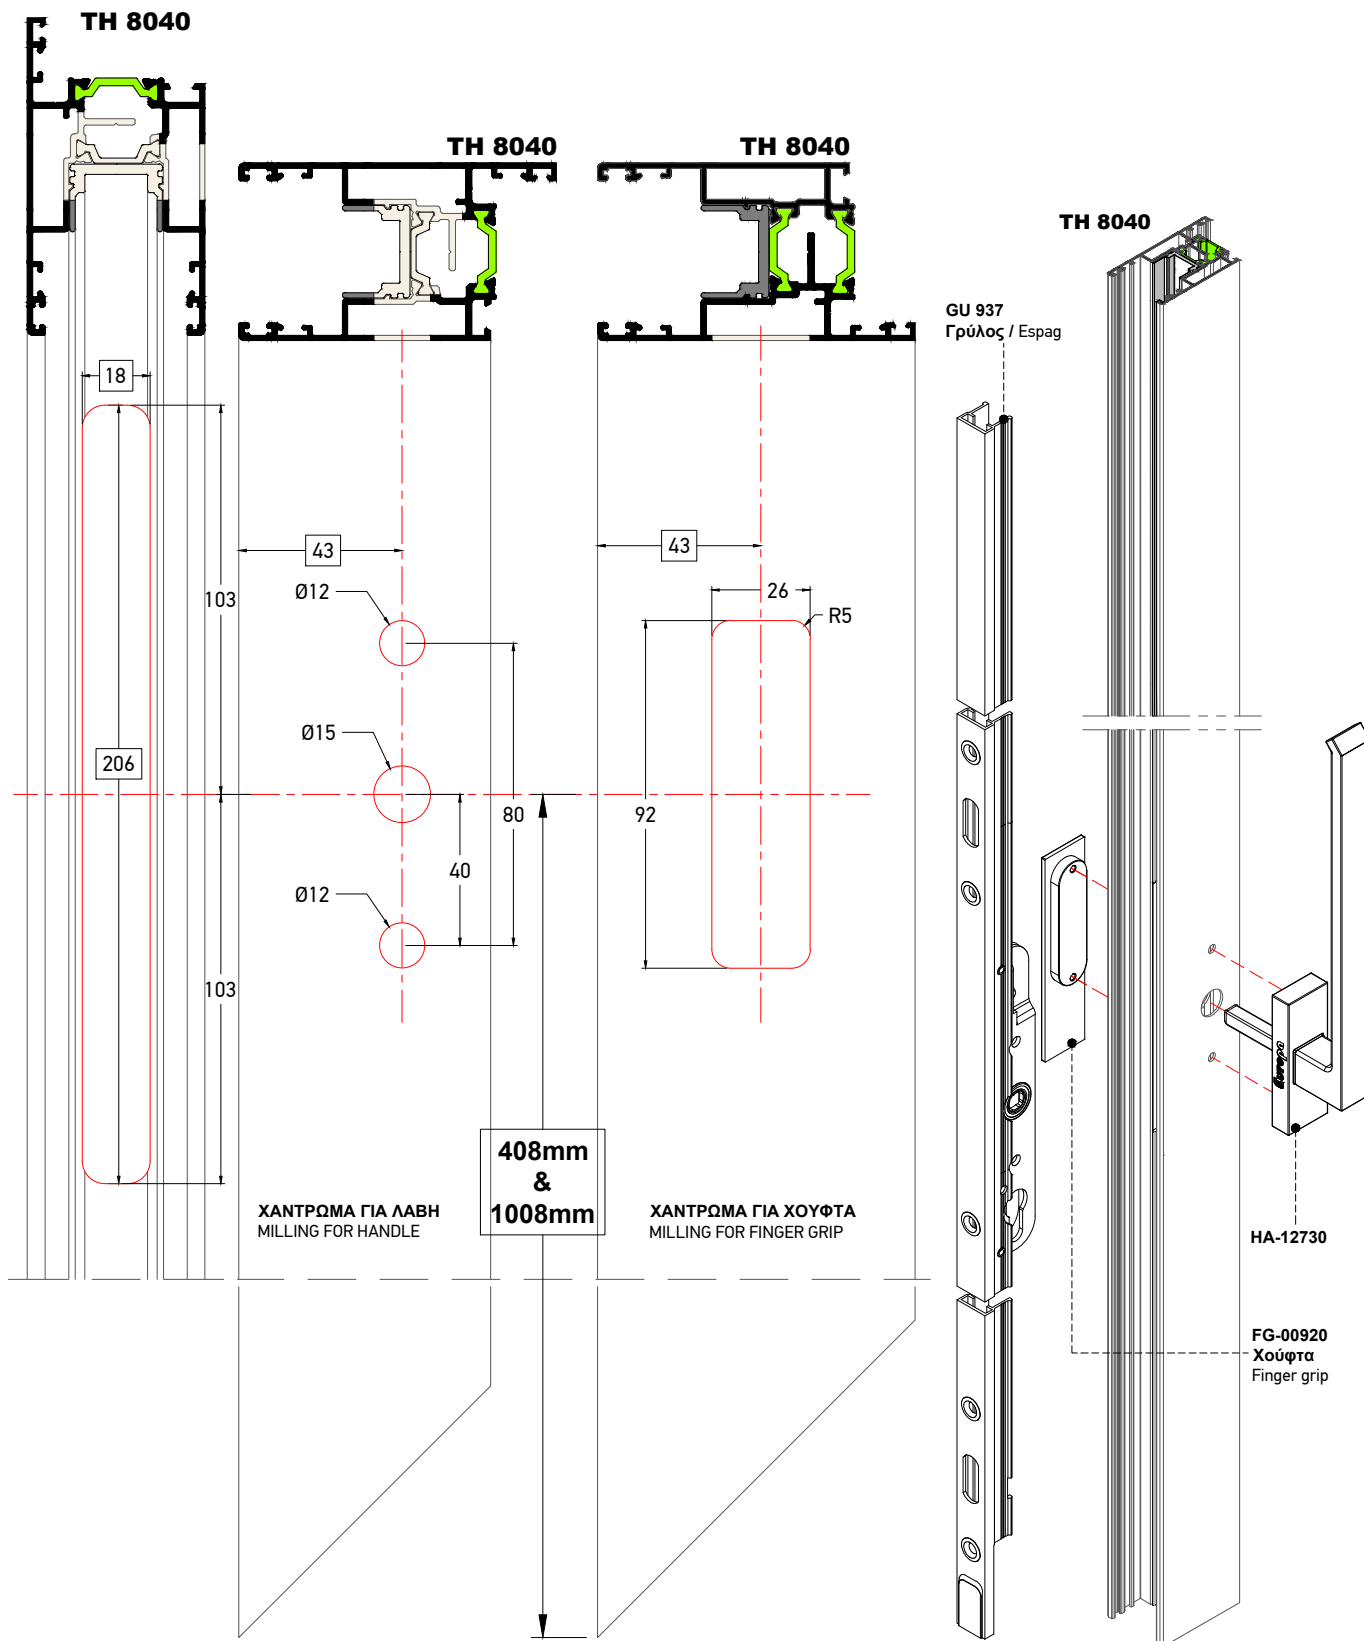 TH 8040
TH 8040
TH 8040
TH 8040
GU 937
Γρύλος / Espag
18
43
43
103
Ø12
26
R5
Ø15
206
80
92
40
Ø12
103
408mm
&
1008mm
ΧΑΝΤΡΩΜΑ ΓΙΑ ΛΑΒΗ
MILLING FOR HANDLE
ΧΑΝΤΡΩΜΑ ΓΙΑ ΧΟΥΦΤΑ
MILLING FOR FINGER GRIP
europa
HA-12730
FG-00920
Χούφτα
Finger grip